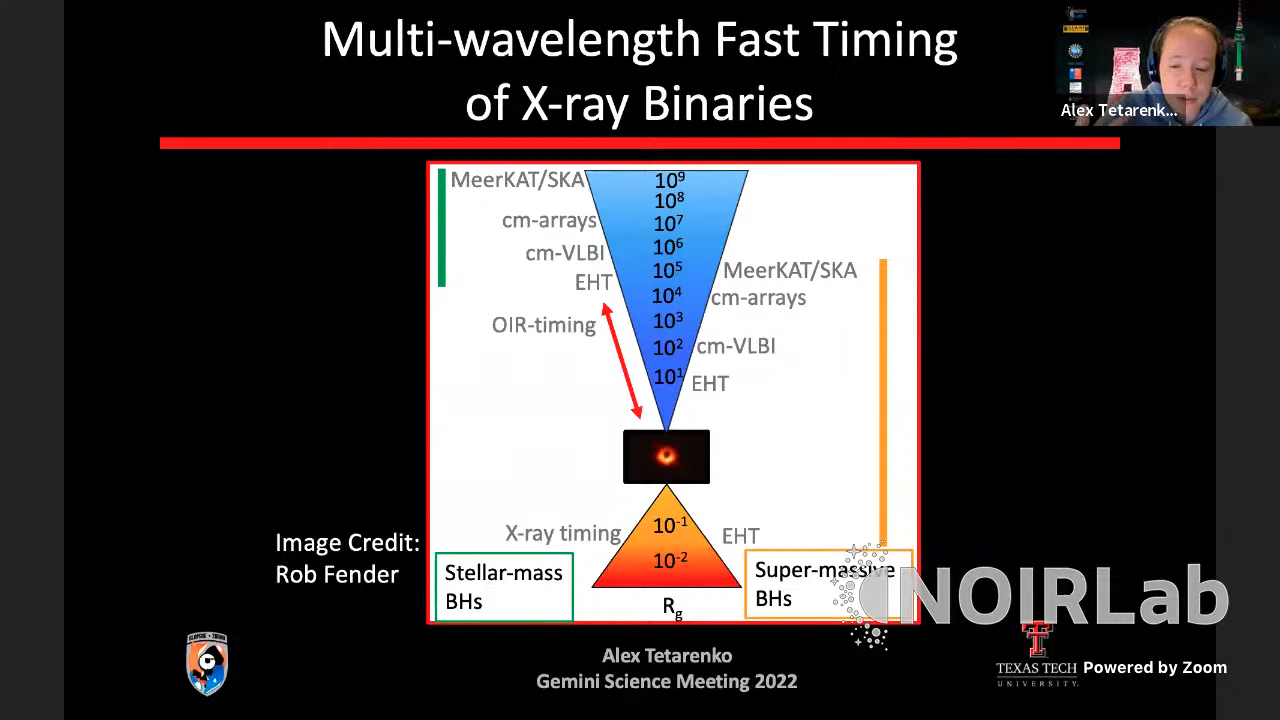 Multi-wavelength Fast Timing
of X-ray Binaries
Alex Tetarenk...
MeerKAT/SKA
cm-arrays
cm-VLBI
EHT
OIR-timing
10⁹
10⁸
10⁷
10⁶
10⁵
10⁴
10³
10²
10¹
MeerKAT/SKA
cm-arrays
cm-VLBI
EHT
X-ray timing
10⁻¹
10⁻²
EHT
Image Credit:
Rob Fender
Stellar-mass
BHs
Rg
Super-massive
BHs
NOIRLab
Alex Tetarenko
Gemini Science Meeting 2022
TEXAS TECH
UNIVERSITY.
Powered by Zoom